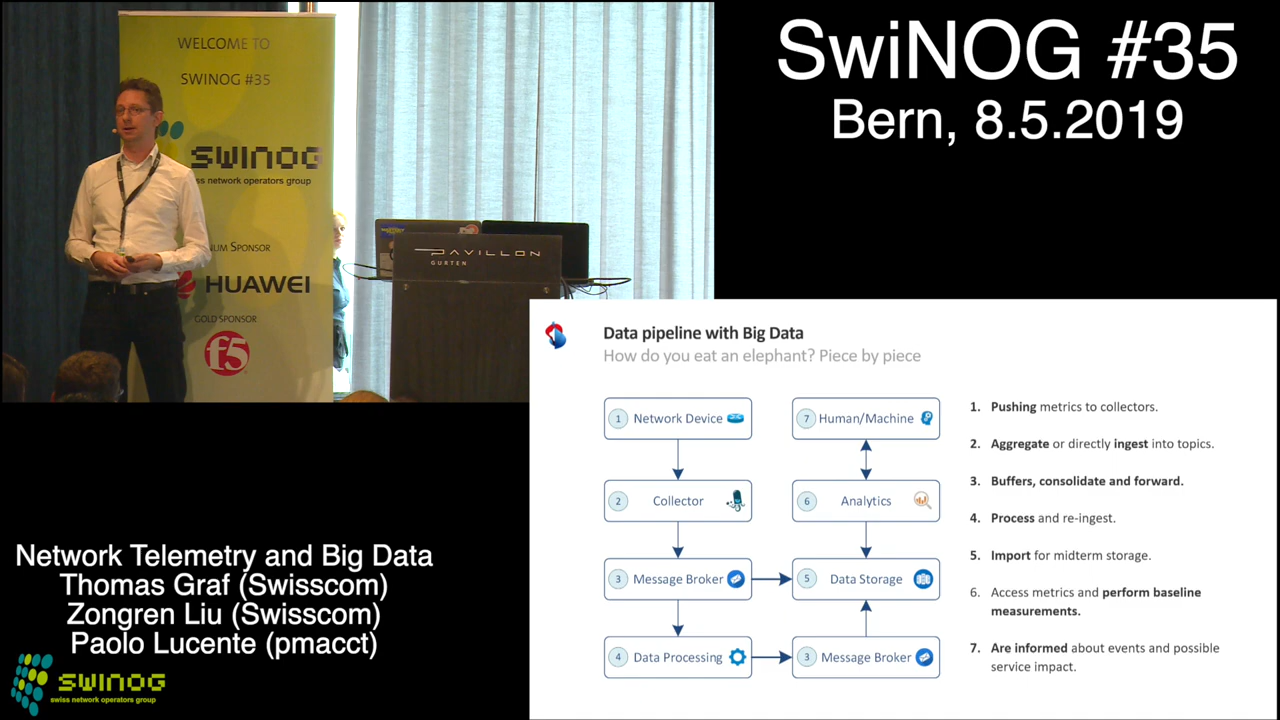 WELCOME TO
SWINOG #35
SWINOG
swiss network operators group
SPONSOR
HUAWEI
GOLD SPONSOR
f5
PAVILLON
GURTEN
SwiNOG #35
Bern, 8.5.2019
Data pipeline with Big Data
How do you eat an elephant? Piece by piece
1 Network Device
7 Human/Machine
2 Collector
6 Analytics
3 Message Broker
5 Data Storage
4 Data Processing
3 Message Broker
1. Pushing metrics to collectors.
2. Aggregate or directly ingest into topics.
3. Buffers, consolidate and forward.
4. Process and re-ingest.
5. Import for midterm storage.
6. Access metrics and perform baseline
measurements.
7. Are informed about events and possible
service impact.
Network Telemetry and Big Data
Thomas Graf (Swisscom)
Zongren Liu (Swisscom)
Paolo Lucente (pmacct)
SWINOG
swiss network operators group